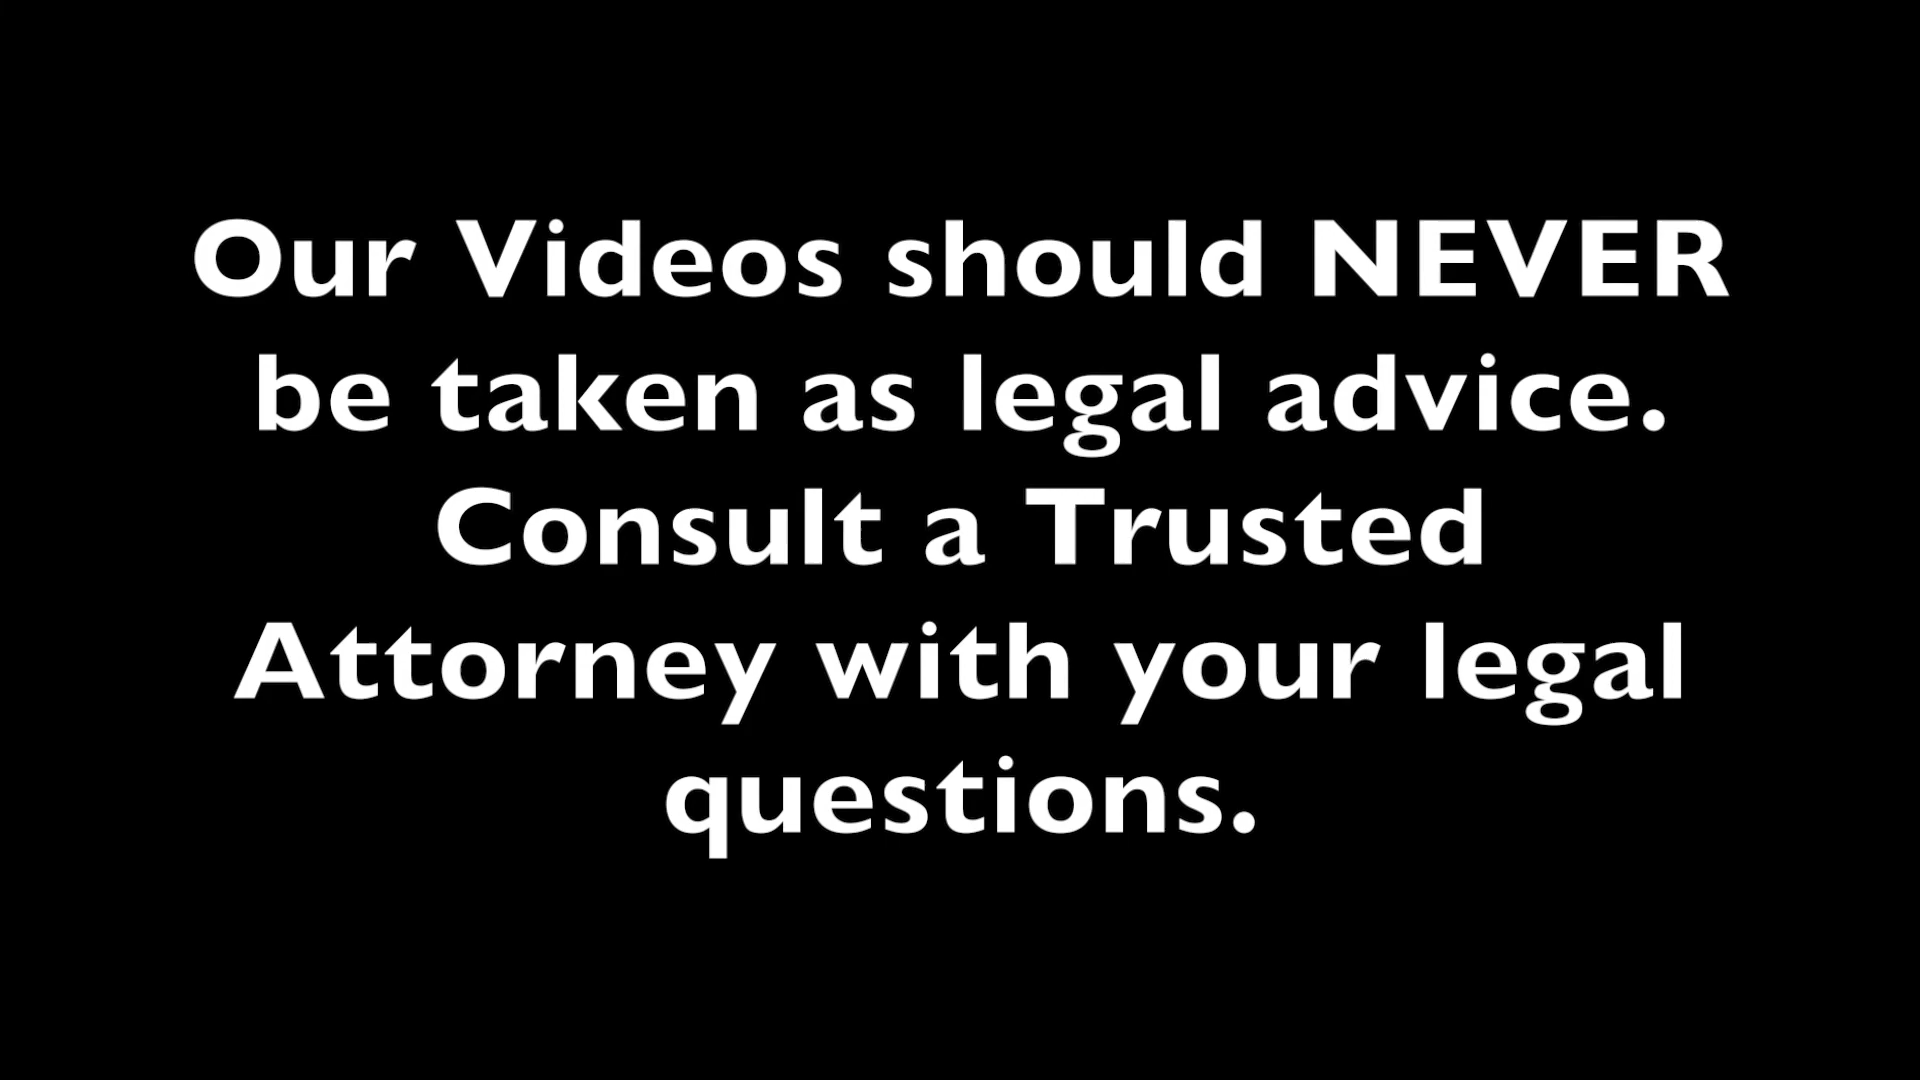 Our Videos should NEVER
be taken as legal advice.
Consult a Trusted
Attorney with your legal
questions.